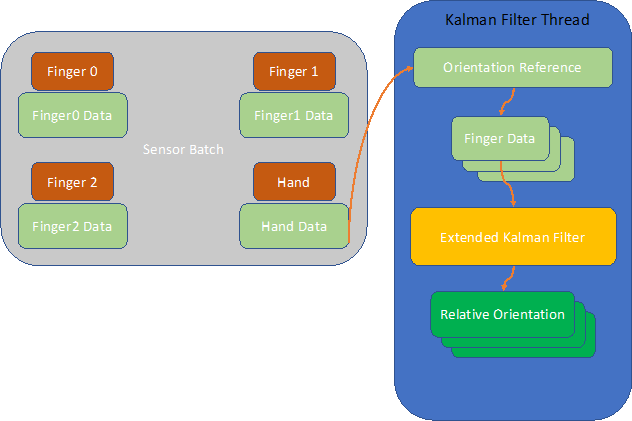 Kalman Filter Thread
Finger 0
Finger 1
Finger0 Data
Finger1 Data
Sensor Batch
Finger 2
Hand
Finger2 Data
Hand Data
Orientation Reference
Finger Data
Extended Kalman Filter
Relative Orientation